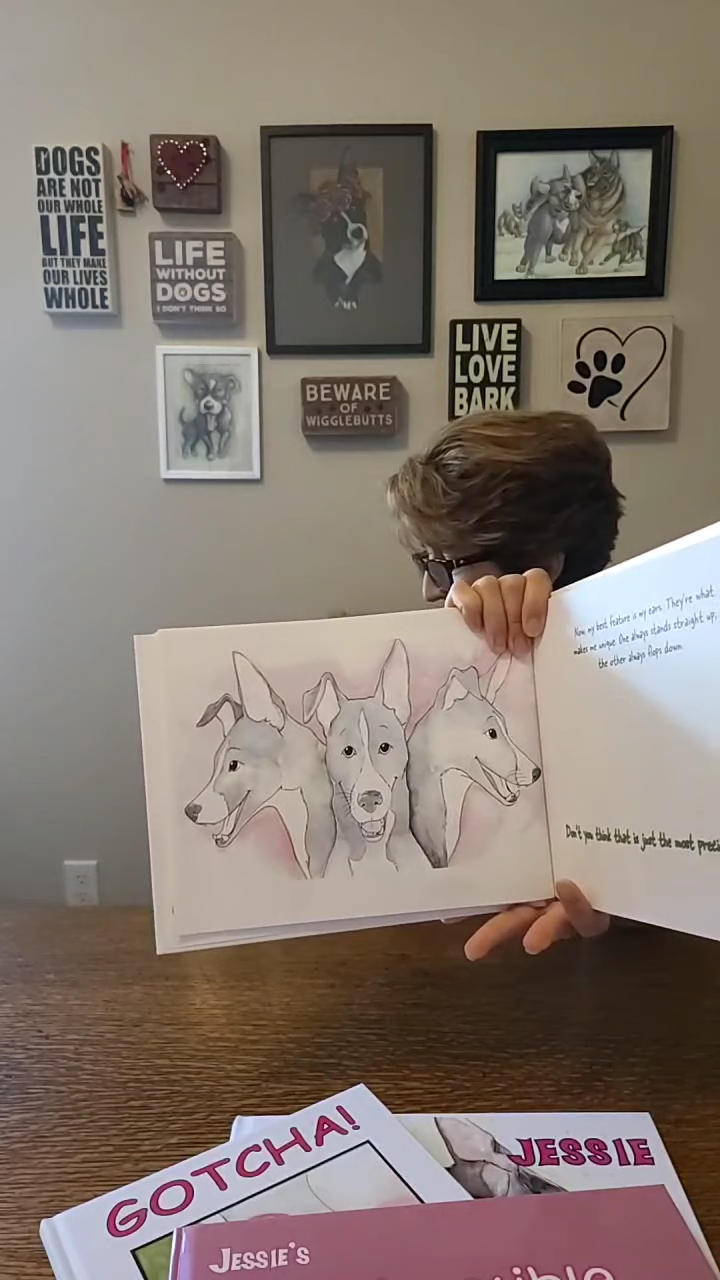 DOGS
ARE NOT
OUR WHOLE
LIFE
BUT THEY MAKE
OUR LIVES
WHOLE
LIFE
WITHOUT
DOGS
I DON'T THINK SO
BEWARE
OF
WIGGLEBUTTS
LIVE
LOVE
BARK
Now my best feature is my ears. They're what
makes me unique. One always stands straight up,
the other always flops down.
Don't you think that is just the most
GOTCHA!
JESSIE
JESSIE'S